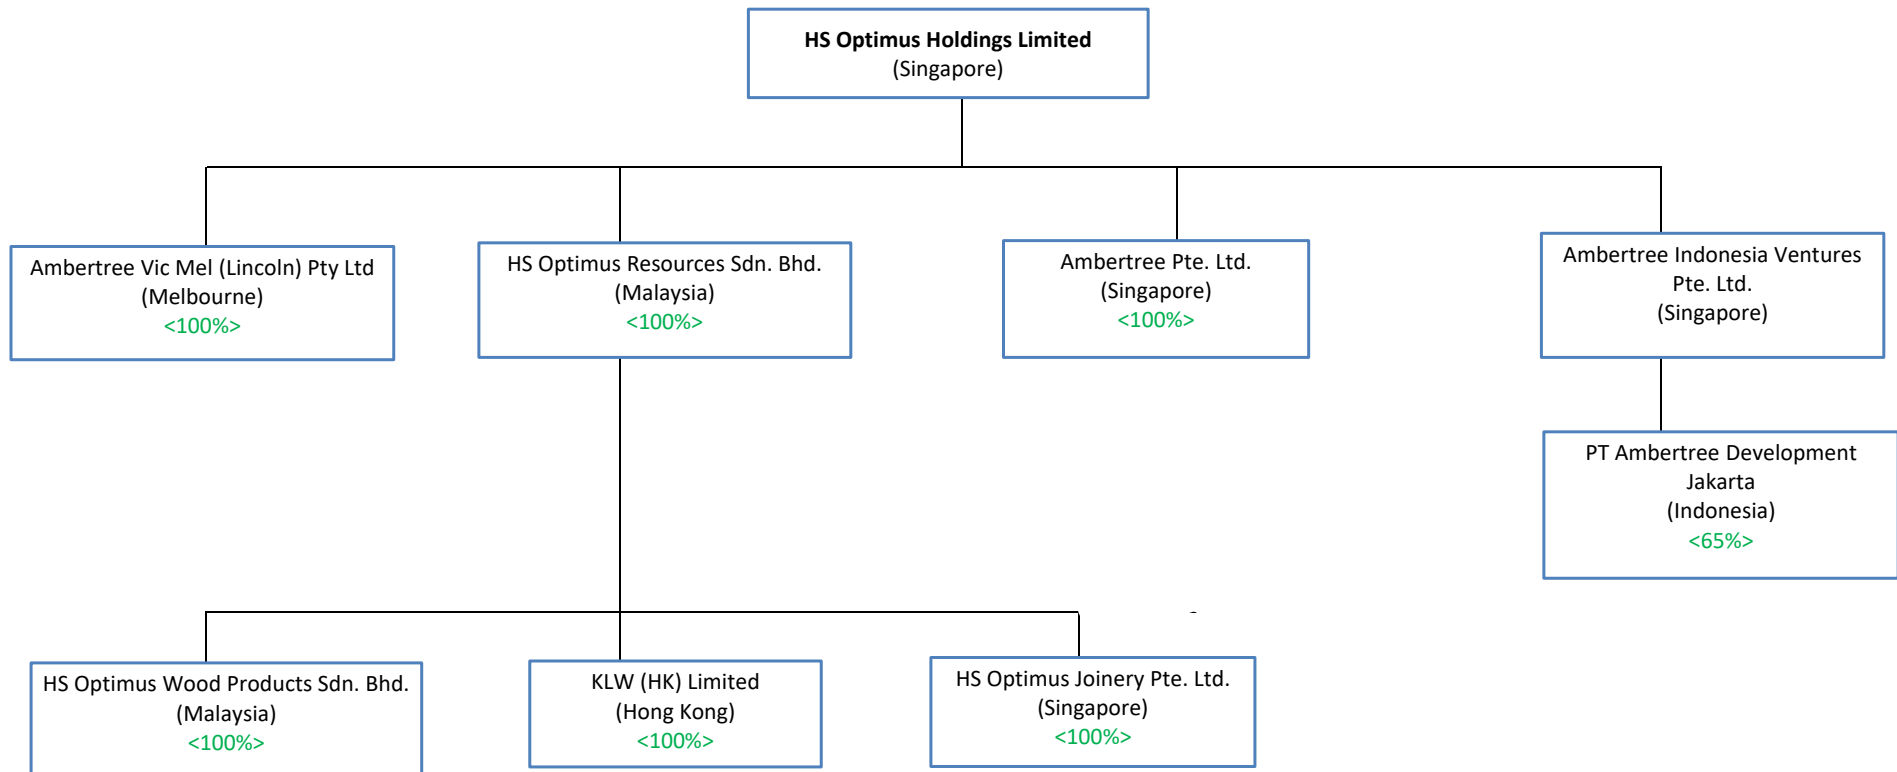 HS Optimus Holdings Limited
(Singapore)
Ambertree Vic Mel (Lincoln) Pty Ltd
(Melbourne)
<100%>
HS Optimus Resources Sdn. Bhd.
(Malaysia)
<100%>
Ambertree Pte. Ltd.
(Singapore)
<100%>
Ambertree Indonesia Ventures
Pte. Ltd.
(Singapore)
PT Ambertree Development
Jakarta
(Indonesia)
<65%>
HS Optimus Wood Products Sdn. Bhd.
(Malaysia)
<100%>
KLW (HK) Limited
(Hong Kong)
<100%>
HS Optimus Joinery Pte. Ltd.
(Singapore)
<100%>